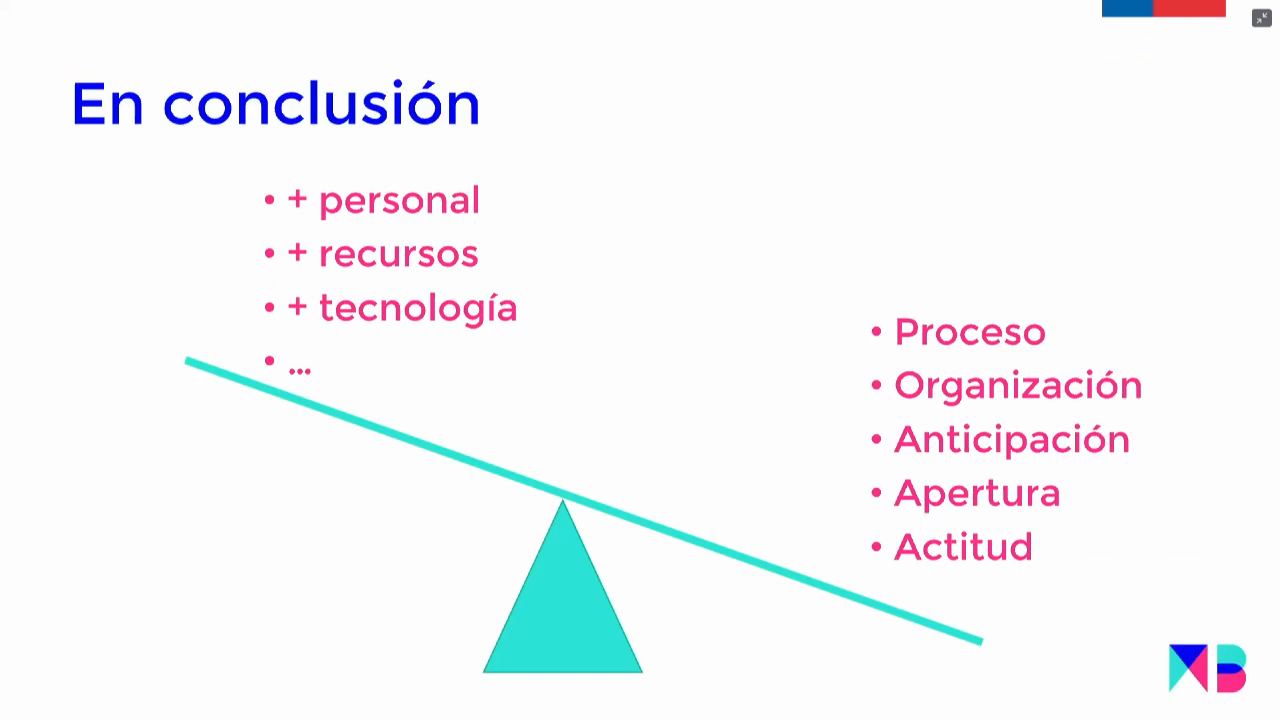 En conclusión
• + personal
• + recursos
• + tecnología
• ...
• Proceso
• Organización
• Anticipación
• Apertura
• Actitud